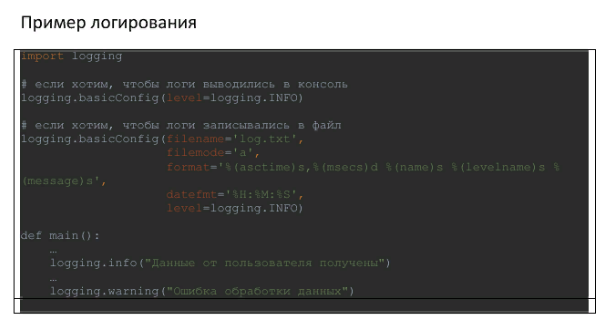 Пример логирования
import logging
# если хотим, чтобы логи выводились в консоль
logging.basicConfig(level=logging.INFO)
# если хотим, чтобы логи записывались в файл
logging.basicConfig(filename='log.txt',
filemode='a',
format='%(asctime)s,%(msecs)d %(name)s %(levelname)s %
(message)s',
datefmt='%H:%M:%S',
level=logging.INFO)
def main():
…
logging.info("Данные от пользователя получены")
…
logging.warning("Ошибка обработки данных")